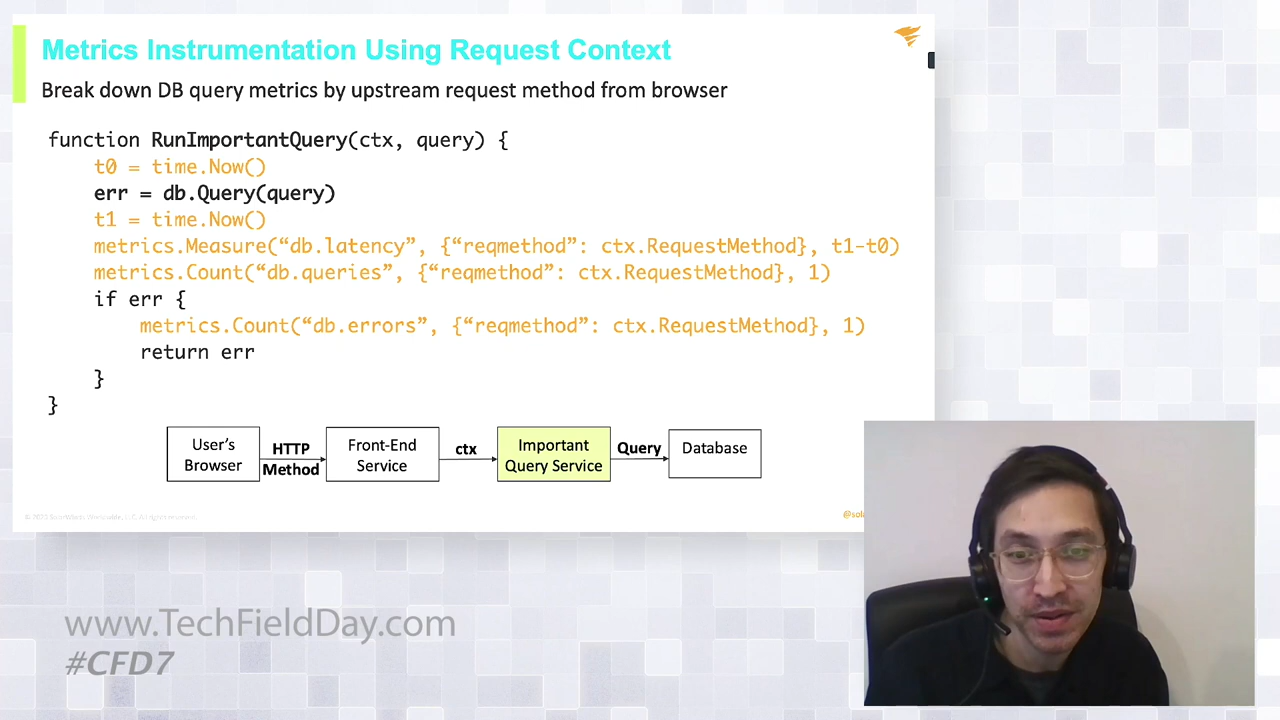 Metrics Instrumentation Using Request Context
Break down DB query metrics by upstream request method from browser
function RunImportantQuery(ctx, query) {
t0 = time.Now()
err = db.Query(query)
t1 = time.Now()
metrics.Measure(“db.latency”, {“reqmethod”: ctx.RequestMethod}, t1-t0)
metrics.Count(“db.queries”, {“reqmethod”: ctx.RequestMethod}, 1)
if err {
metrics.Count(“db.errors”, {“reqmethod”: ctx.RequestMethod}, 1)
return err
}
}
User’s
Browser
HTTP
Method
Front-End
Service
ctx
Important
Query Service
Query
Database
www.TechFieldDay.com
#CFD7